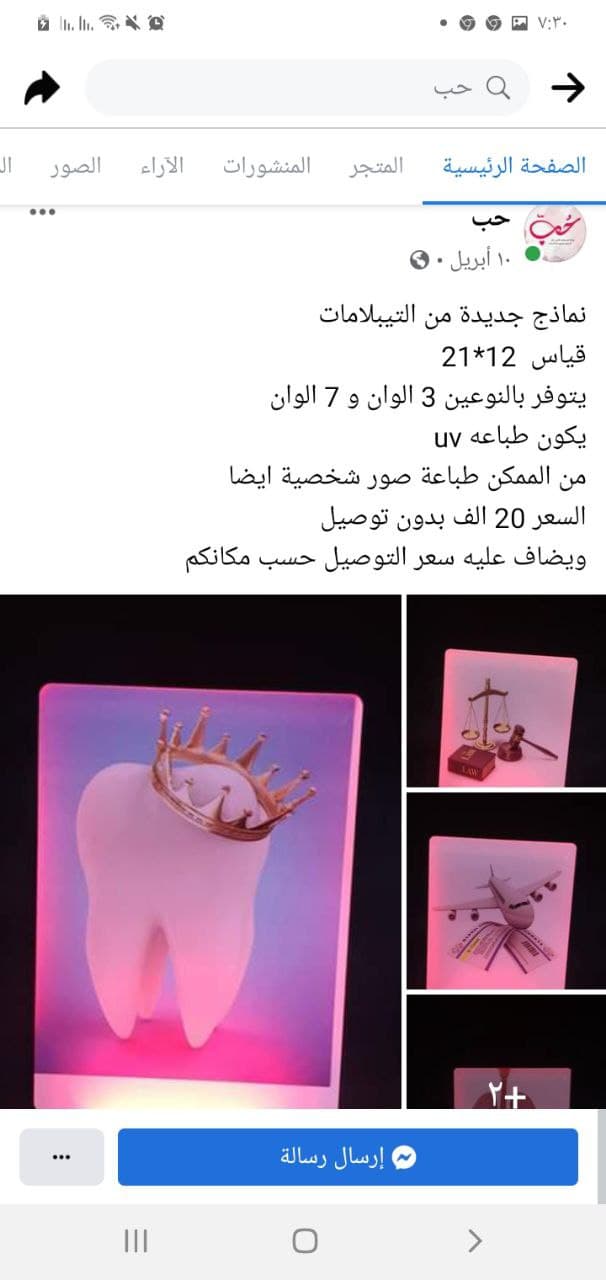 ٧:٣٠
حب
الصفحة الرئيسية
المتجر
المنشورات
الآراء
الصور
حب
١٠ أبريل
نماذج جديدة من التيبلامات
قياس 12*21
يتوفر بالنوعين 3 الوان و 7 الوان
يكون طباعه uv
من الممكن طباعة صور شخصية ايضا
السعر 20 الف بدون توصيل
ويضاف عليه سعر التوصيل حسب مكانكم
LAW
+٢
إرسال رسالة